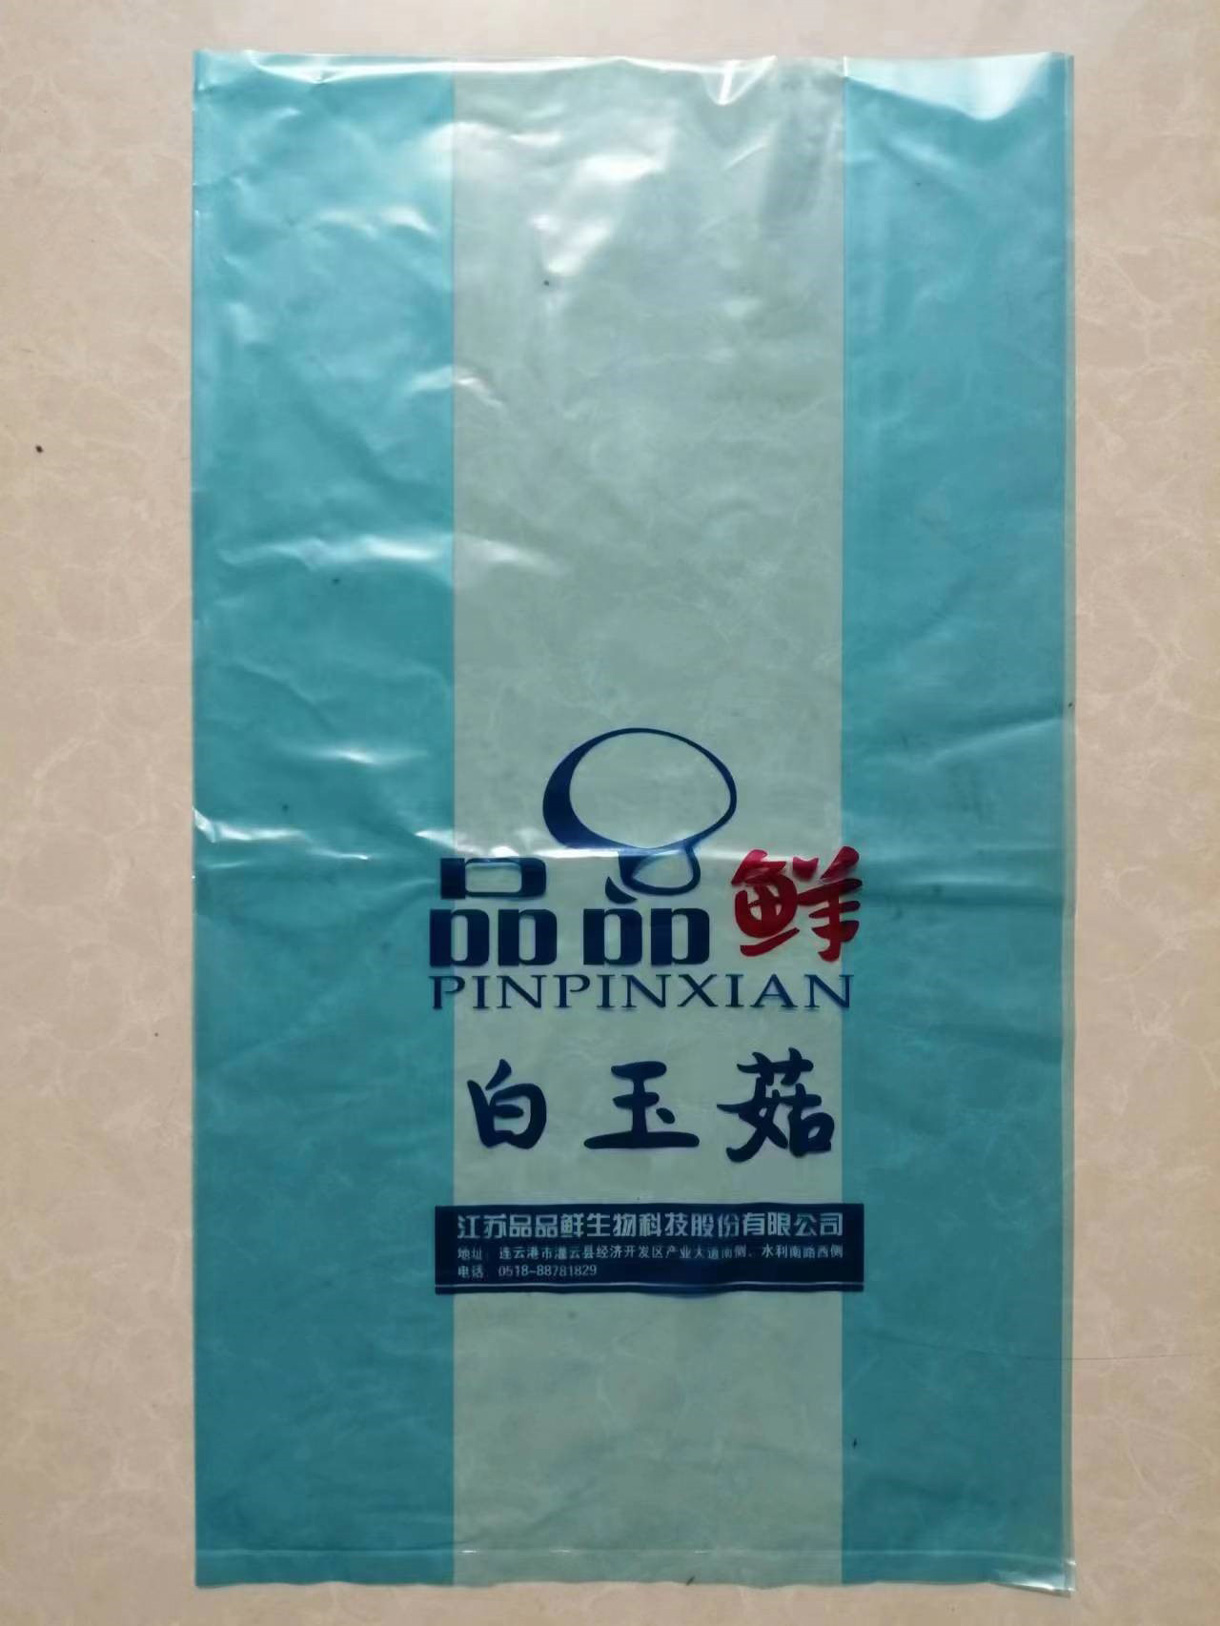 品品鲜
PINPINXIAN
白玉菇
江苏品品鲜生物科技股份有限公司
地址 连云港市灌云县经济开发区产业大道南侧、水利南路西侧
电话 0518-88781829